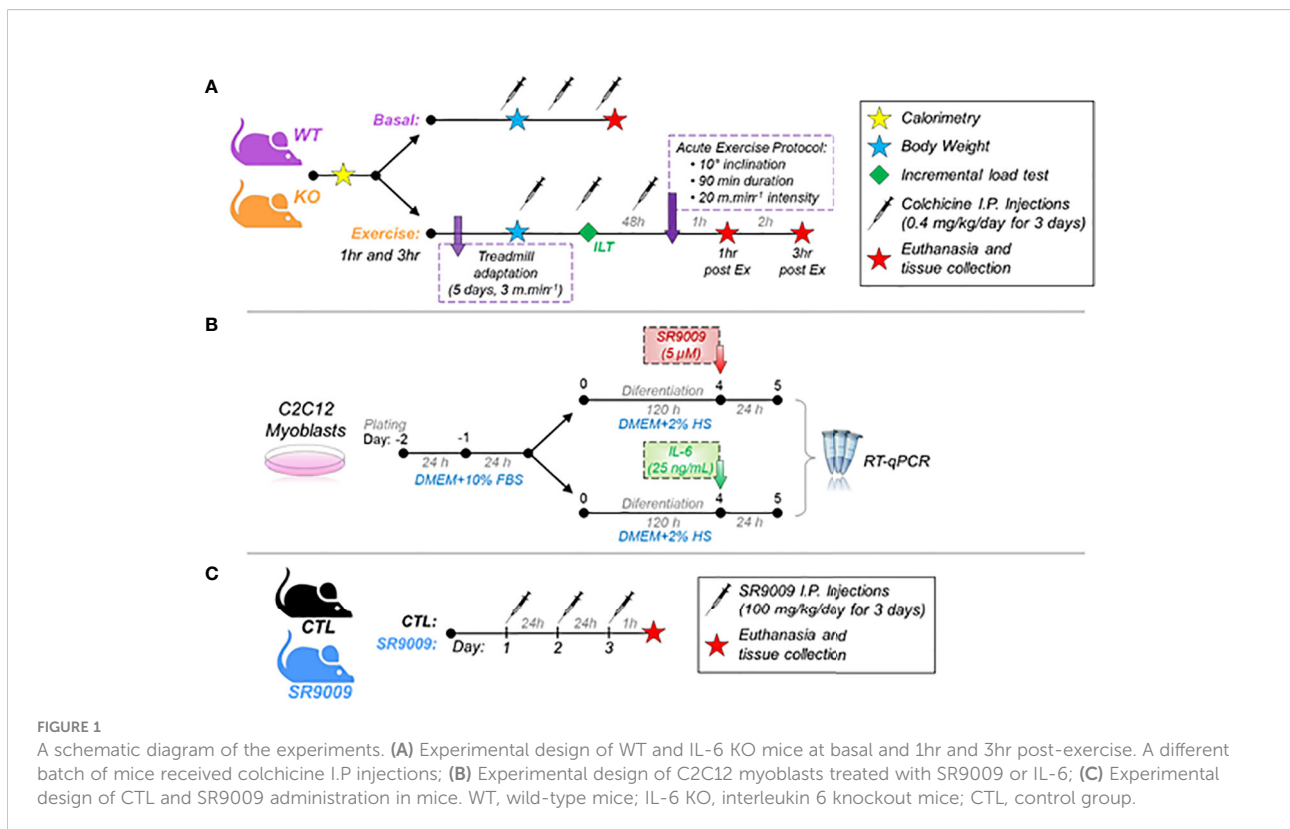 A
WT
KO
Basal:
Exercise:
1hr and 3hr
Treadmill
adaptation
(5 days, 3 m.min⁻¹)
ILT
48h
Acute Exercise Protocol:
• 10° inclination
• 90 min duration
• 20 m.min⁻¹ intensity
1h
2h
1hr
post Ex
3hr
post Ex
Calorimetry
Body Weight
Incremental load test
Colchicine I.P. Injections
(0.4 mg/kg/day for 3 days)
Euthanasia and
tissue collection
B
C2C12
Myoblasts
Plating
Day: -2
-1
24 h
24 h
DMEM+10% FBS
SR9009
(5 µM)
0
Diferentiation
4
5
120 h
24 h
DMEM+2% HS
IL-6
(25 ng/mL)
0
Diferentiation
4
5
120 h
24 h
DMEM+2% HS
RT-qPCR
C
CTL
SR9009
CTL:
SR9009:
24h
24h
1h
Day: 1 2 3
SR9009 I.P. Injections
(100 mg/kg/day for 3 days)
Euthanasia and
tissue collection
FIGURE 1
A schematic diagram of the experiments. (A) Experimental design of WT and IL-6 KO mice at basal and 1hr and 3hr post-exercise. A different
batch of mice received colchicine I.P injections; (B) Experimental design of C2C12 myoblasts treated with SR9009 or IL-6; (C) Experimental
design of CTL and SR9009 administration in mice. WT, wild-type mice; IL-6 KO, interleukin 6 knockout mice; CTL, control group.